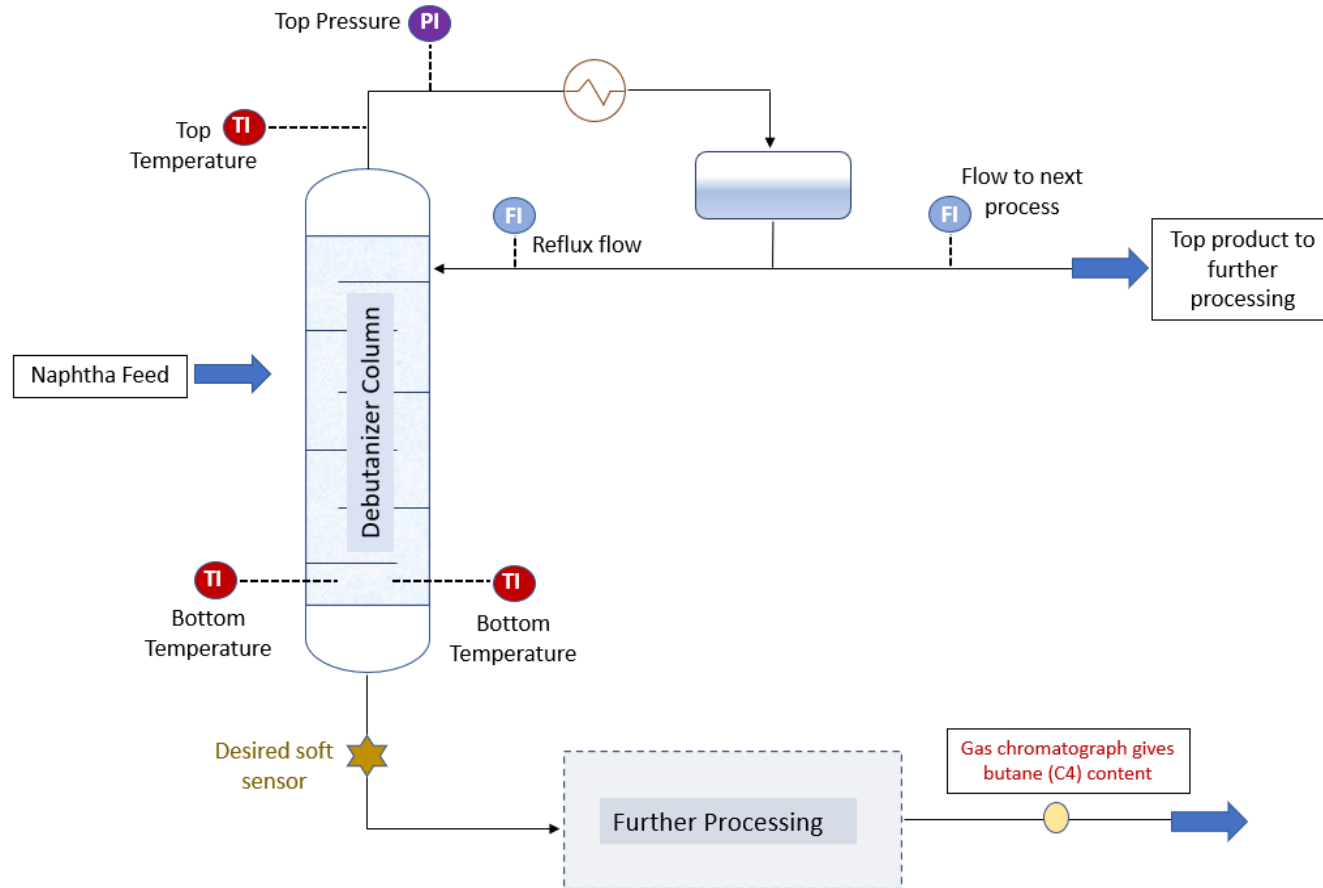 Top Pressure
PI
TI
Top
Temperature
FI
Reflux flow
FI
Flow to next
process
Top product to
further
processing
Naphtha Feed
Debutanizer Column
TI
Bottom
Temperature
TI
Bottom
Temperature
Desired soft
sensor
Further Processing
Gas chromatograph gives
butane (C4) content